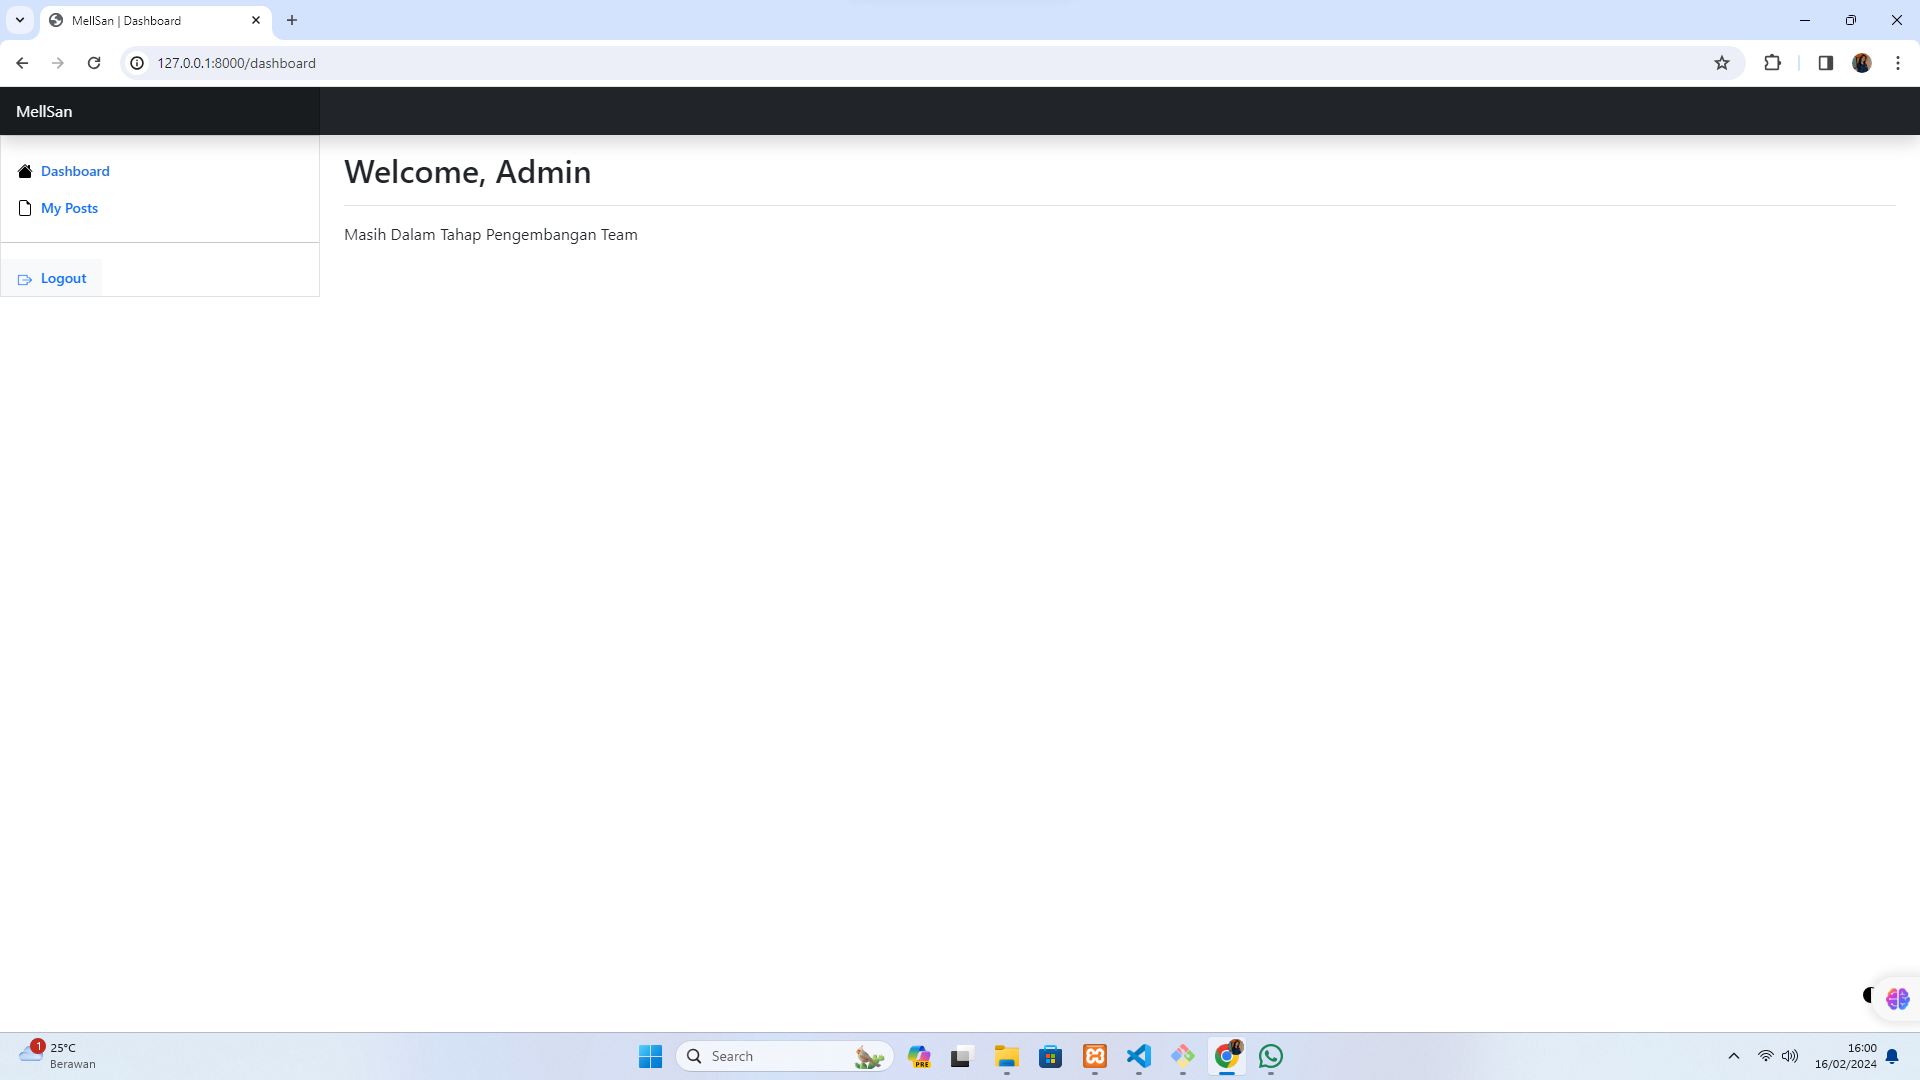 MellSan | Dashboard
127.0.0.1:8000/dashboard
MellSan
Dashboard
My Posts
Logout
Welcome, Admin
Masih Dalam Tahap Pengembangan Team
1
25°C
Berawan
Search
PRE
16:00
16/02/2024